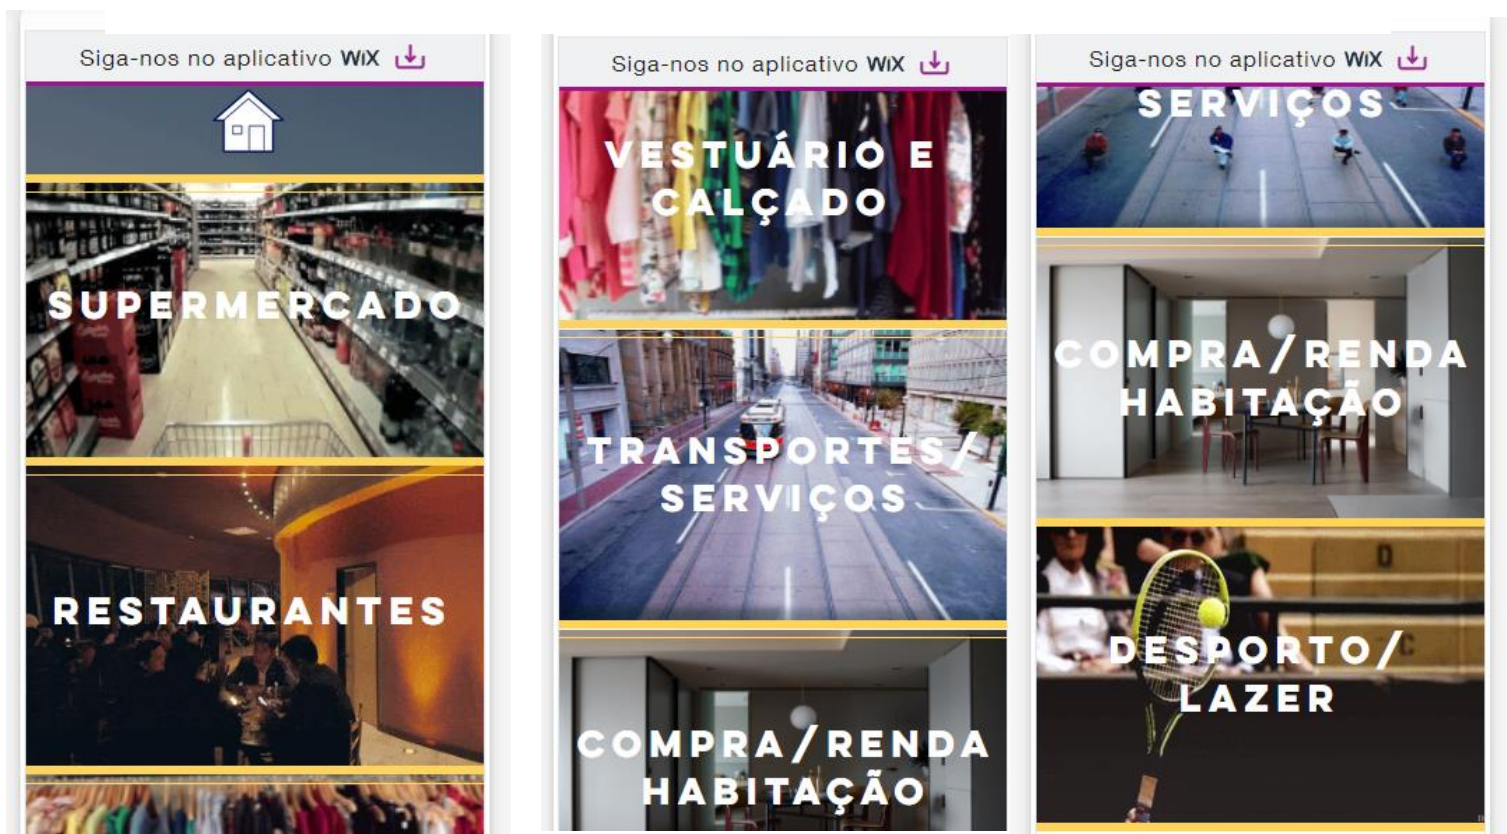 Siga-nos no aplicativo WiX
SUPERMERCADO
RESTAURANTES
Siga-nos no aplicativo WiX
VESTUÁRIO E
CALÇADO
TRANSPORTES/
SERVIÇOS
COMPRA/RENDA
HABITAÇÃO
Siga-nos no aplicativo WiX
SERVIÇOS
COMPRA/RENDA
HABITAÇÃO
D
C
DESPORTO/
LAZER